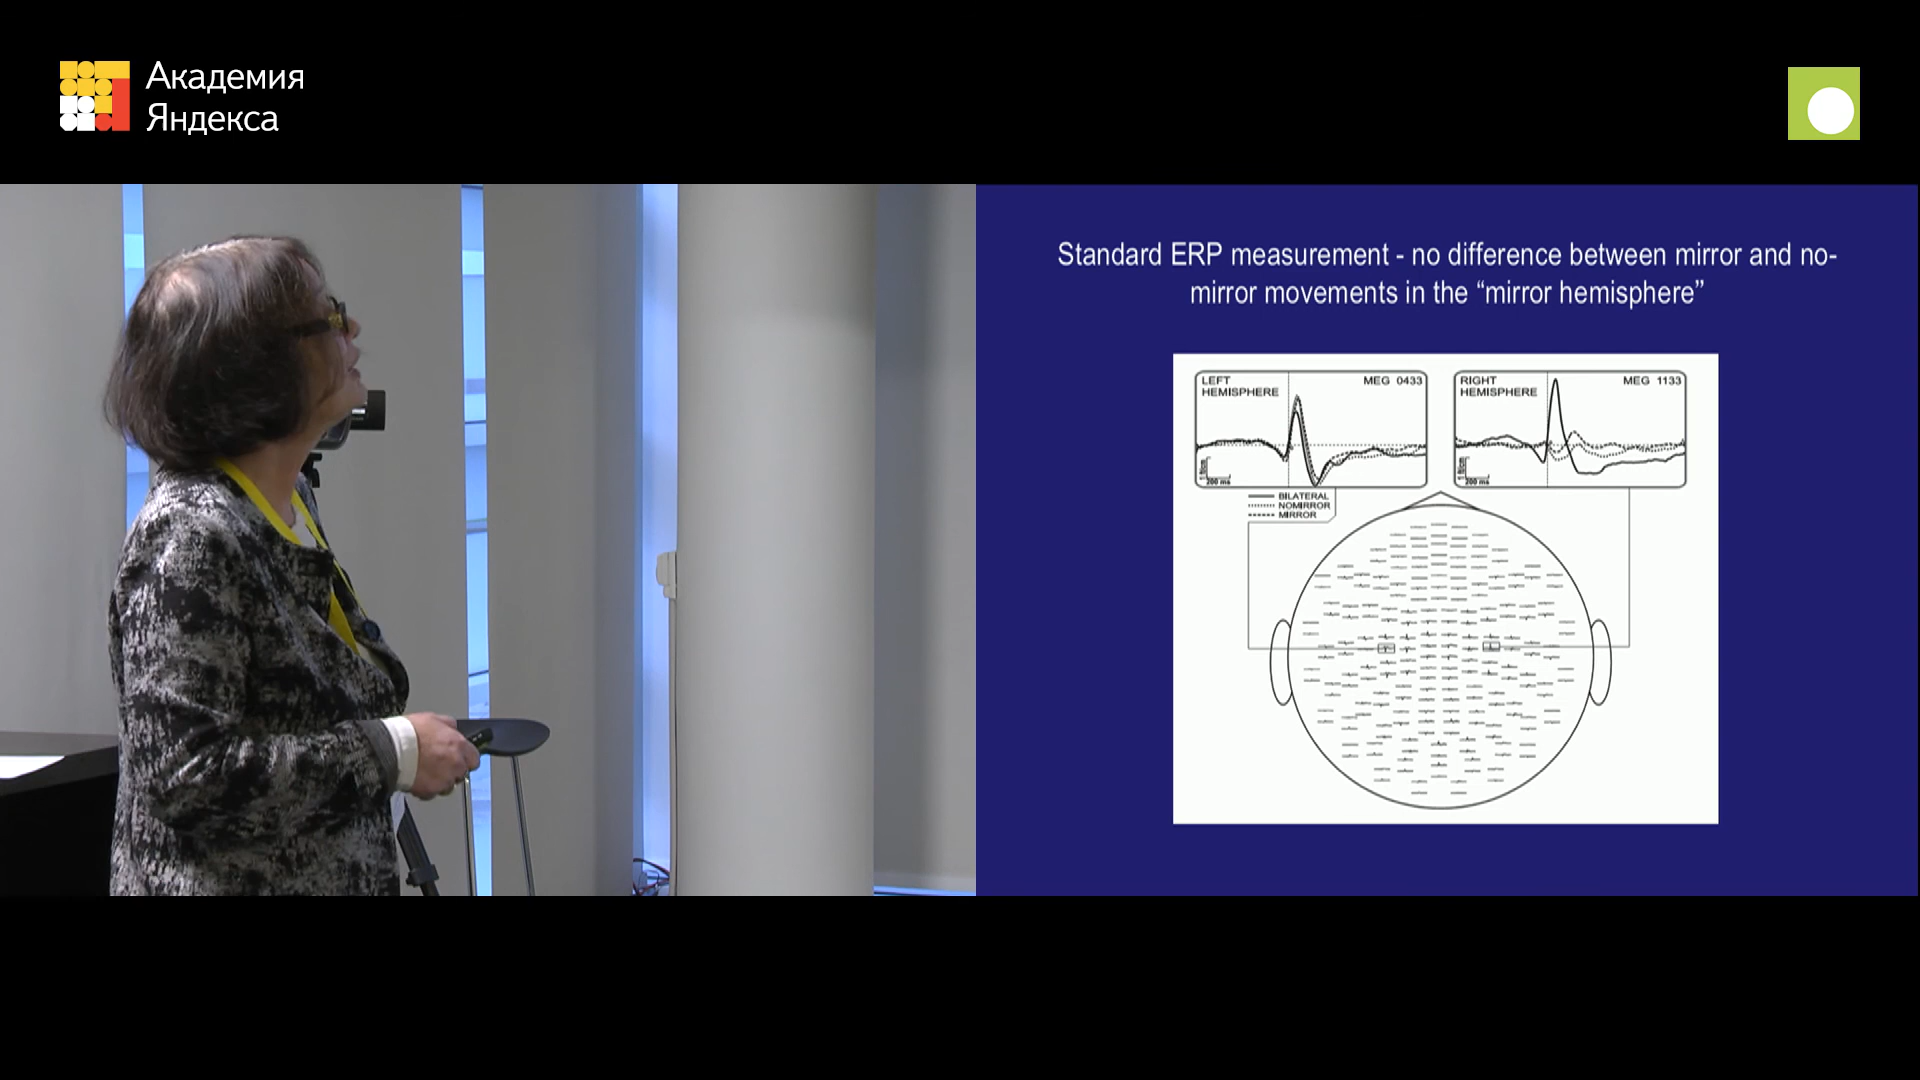 Академия
Яндекса
Standard ERP measurement - no difference between mirror and no-
mirror movements in the “mirror hemisphere”
LEFT
HEMISPHERE
MEG 0433
200 ms
RIGHT
HEMISPHERE
MEG 1133
200 ms
BILATERAL
NOMIRROR
MIRROR